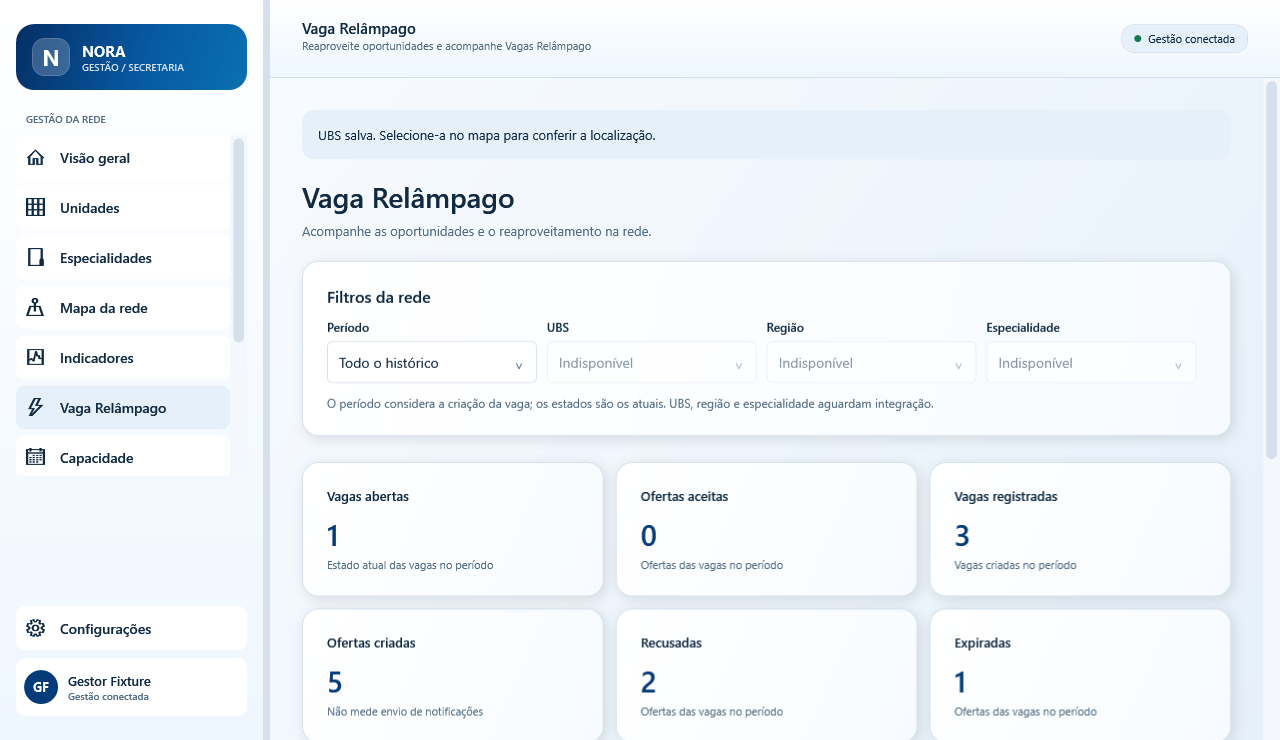 N
NORA
GESTÃO / SECRETARIA
GESTÃO DA REDE
Visão geral
Unidades
Especialidades
Mapa da rede
Indicadores
Vaga Relâmpago
Capacidade
Configurações
GF
Gestor Fixture
Gestão conectada
Vaga Relâmpago
Reaproveite oportunidades e acompanhe Vagas Relâmpago
Gestão conectada
UBS salva. Selecione-a no mapa para conferir a localização.
Vaga Relâmpago
Acompanhe as oportunidades e o reaproveitamento na rede.
Filtros da rede
Período UBS Região Especialidade
Todo o histórico Indisponível Indisponível Indisponível
O período considera a criação da vaga; os estados são os atuais. UBS, região e especialidade aguardam integração.
Vagas abertas
1
Estado atual das vagas no período
Ofertas aceitas
0
Ofertas das vagas no período
Vagas registradas
3
Vagas criadas no período
Ofertas criadas
5
Não mede envio de notificações
Recusadas
2
Ofertas das vagas no período
Expiradas
1
Ofertas das vagas no período